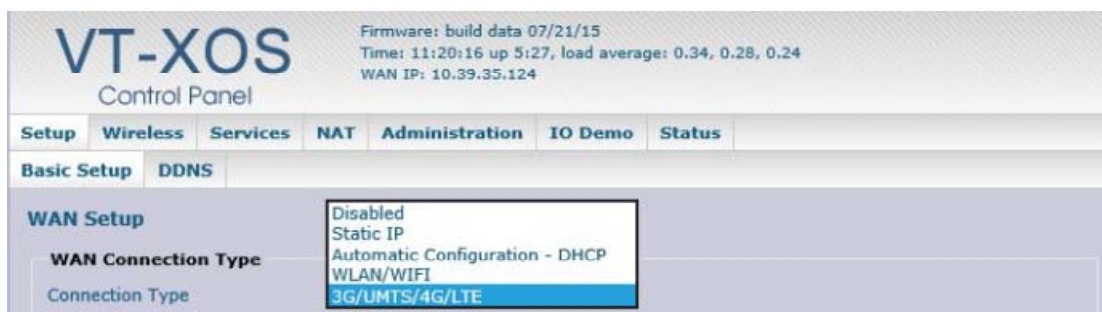 VT-XOS
Control Panel
Firmware: build data 07/21/15
Time: 11:20:16 up 5:27, load average: 0.34, 0.28, 0.24
WAN IP: 10.39.35.124
Setup Wireless Services NAT Administration IO Demo Status
Basic Setup DDNS
WAN Setup
WAN Connection Type
Connection Type
Disabled
Static IP
Automatic Configuration - DHCP
WLAN/WIFI
3G/UMTS/4G/LTE